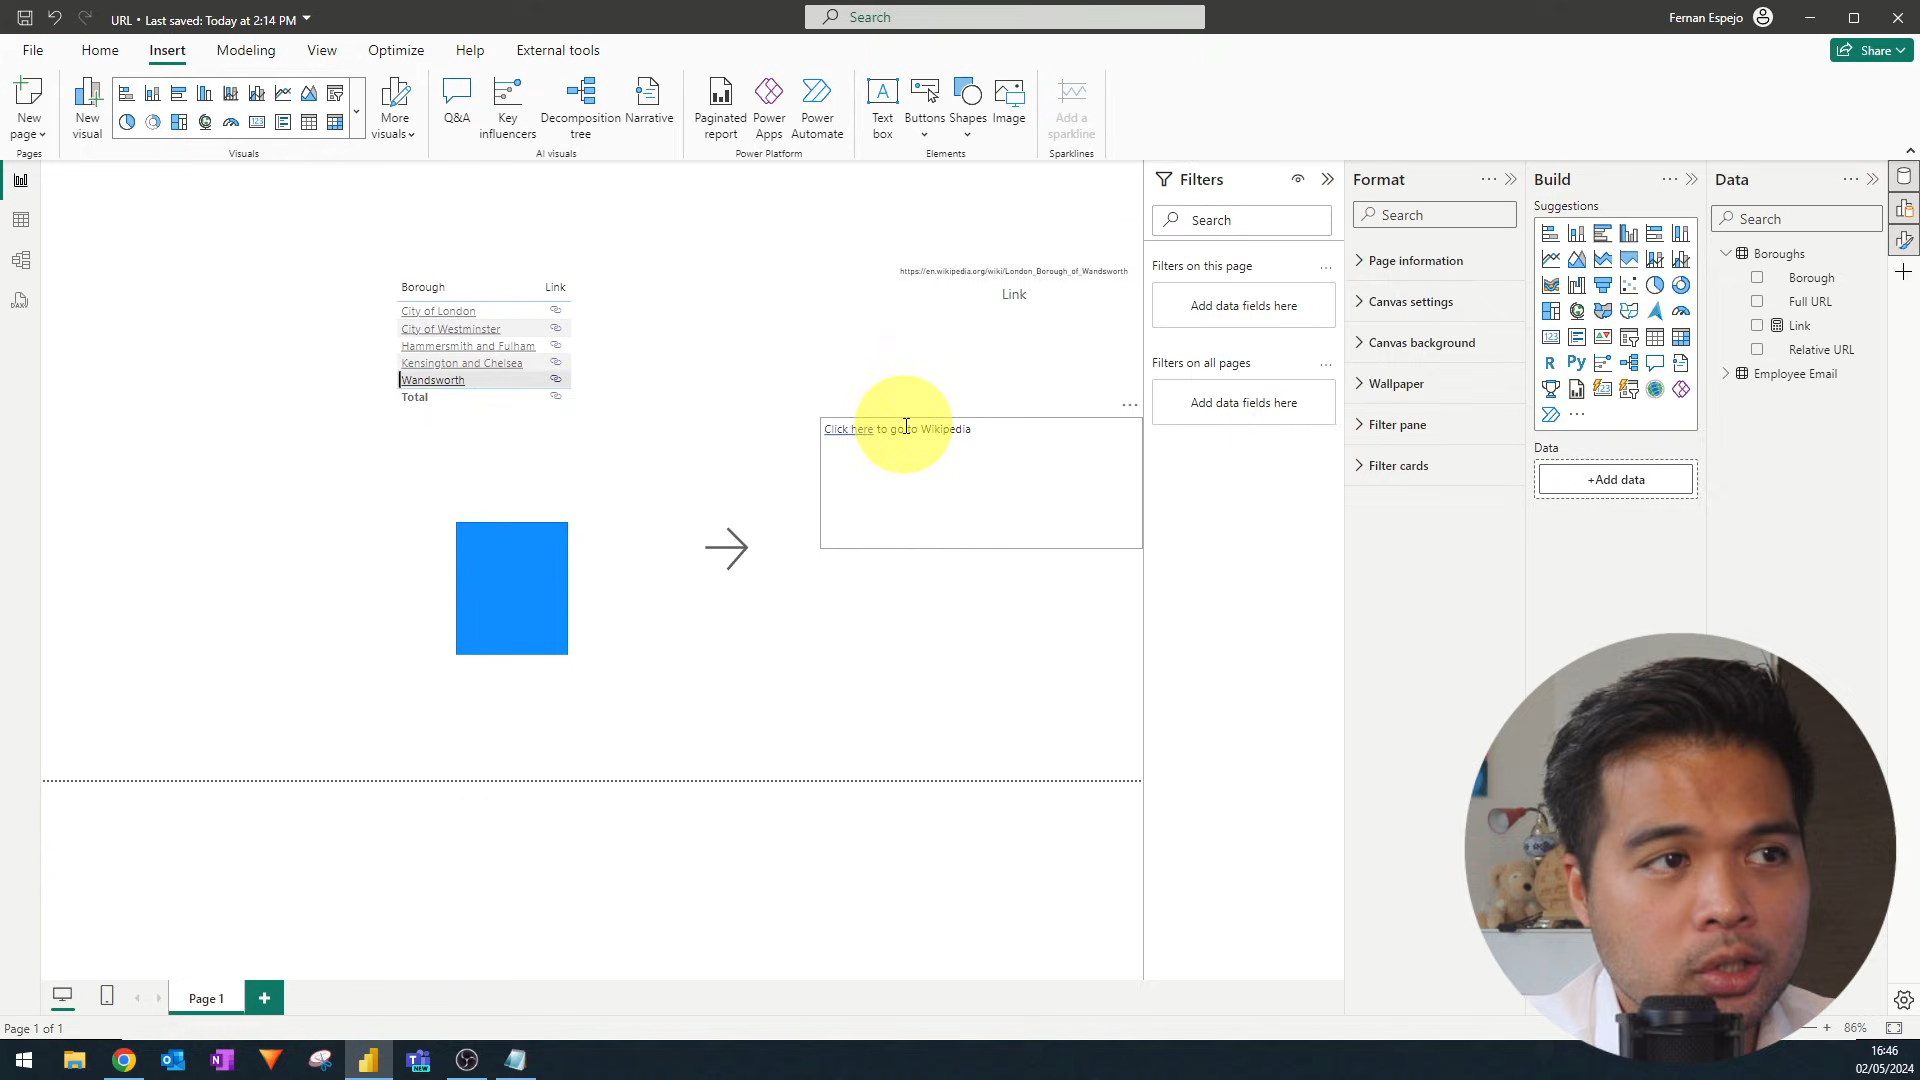 URL • Last saved: Today at 2:14 PM
Search
Fernan Espejo
File
Home
Insert
Modeling
View
Optimize
Help
External tools
Share
New page
New visual
More visuals
Q&A
Key influencers
Decomposition tree
Narrative
Paginated report
Power Apps
Power Automate
Text box
Buttons
Shapes
Image
Add a sparkline
Pages
Visuals
AI visuals
Power Platform
Elements
Sparklines
Borough Link
City of London
City of Westminster
Hammersmith and Fulham
Kensington and Chelsea
Wandsworth
Total
https://en.wikipedia.org/wiki/London_Borough_of_Wandsworth
Link
Click here to go to Wikipedia
Filters
Search
Filters on this page
Add data fields here
Filters on all pages
Add data fields here
Format
Search
Page information
Canvas settings
Canvas background
Wallpaper
Filter pane
Filter cards
Build
Suggestions
R
Py
Data
+Add data
Data
Search
Boroughs
Borough
Full URL
Link
Relative URL
Employee Email
Page 1
Page 1 of 1
86%
16:46
02/05/2024